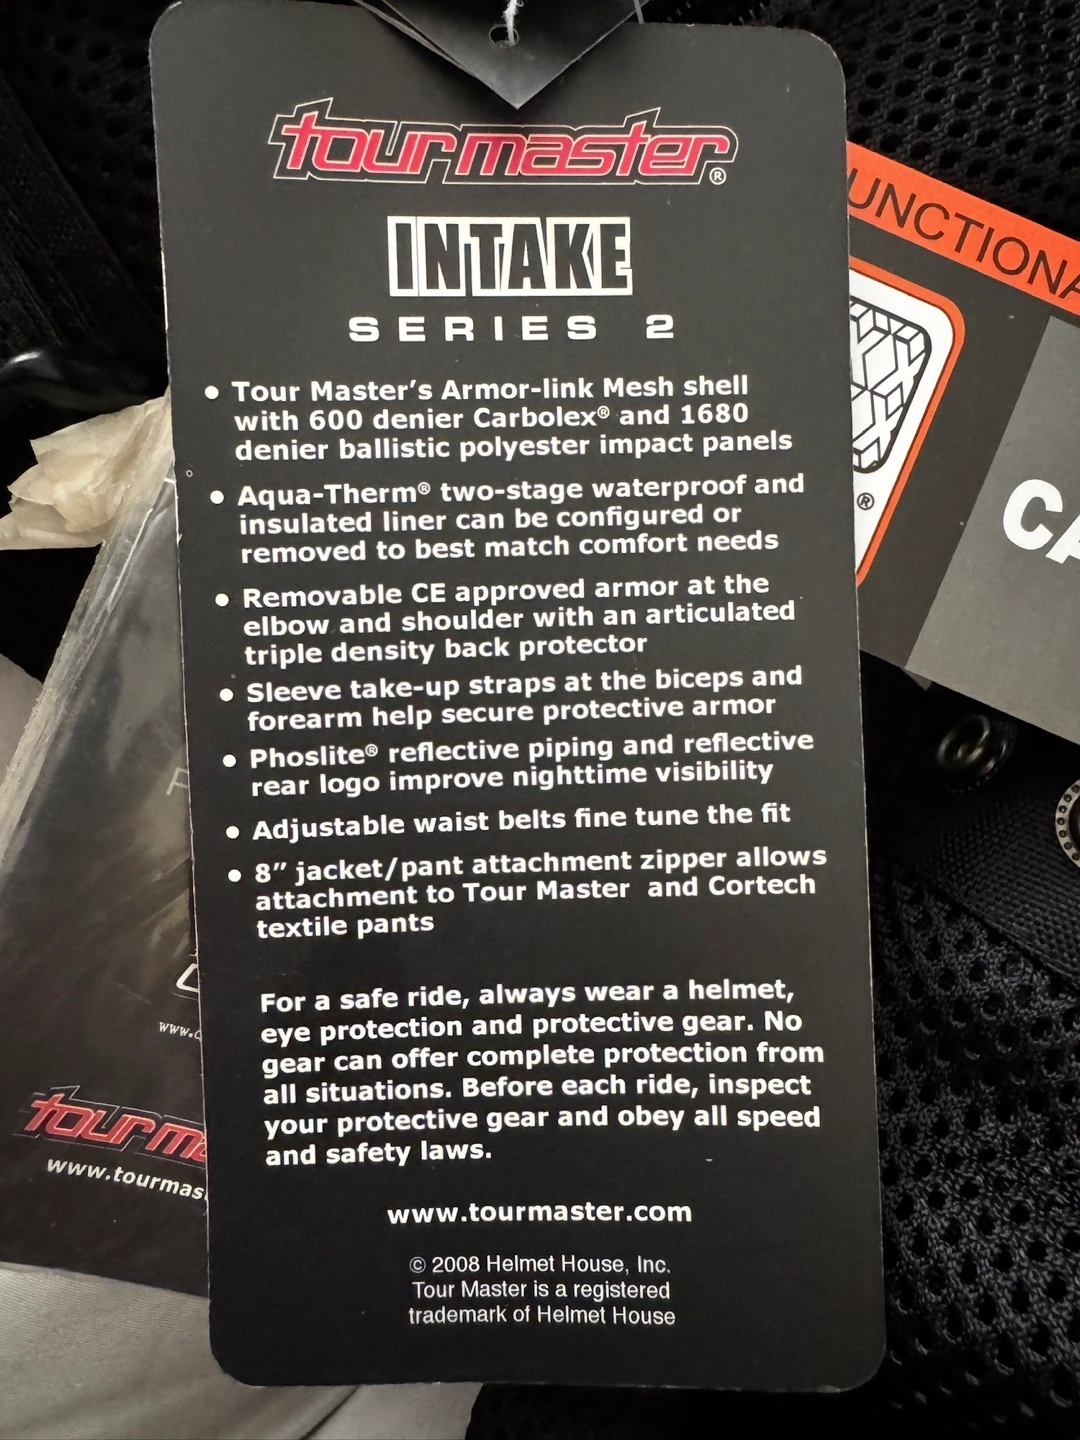 tourmaster®
INTAKE
SERIES 2
• Tour Master's Armor-link Mesh shell
with 600 denier Carbolex® and 1680
denier ballistic polyester impact panels
• Aqua-Therm® two-stage waterproof and
insulated liner can be configured or
removed to best match comfort needs
• Removable CE approved armor at the
elbow and shoulder with an articulated
triple density back protector
• Sleeve take-up straps at the biceps and
forearm help secure protective armor
• Phoslite® reflective piping and reflective
rear logo improve nighttime visibility
• Adjustable waist belts fine tune the fit
• 8” jacket/pant attachment zipper allows
attachment to Tour Master and Cortech
textile pants
For a safe ride, always wear a helmet,
eye protection and protective gear. No
gear can offer complete protection from
all situations. Before each ride, inspect
your protective gear and obey all speed
and safety laws.
www.tourmaster.com
© 2008 Helmet House, Inc.
Tour Master is a registered
trademark of Helmet House
UNCTIONA
®
CA
tourma
www.tourmas